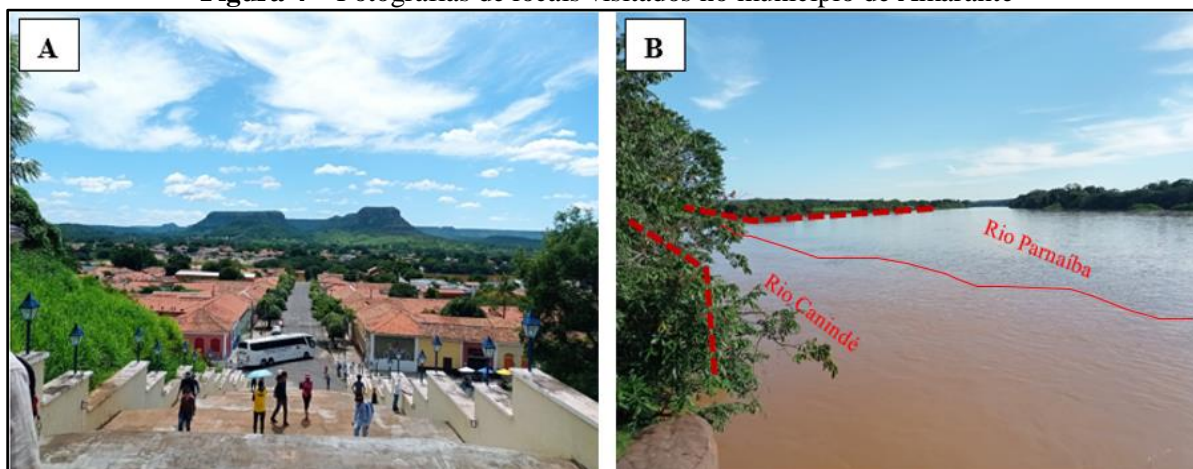 Figura 4 – Fotografias de locais visitados no município de Amarante
A
B
Rio Parnaíba
Rio Canindé